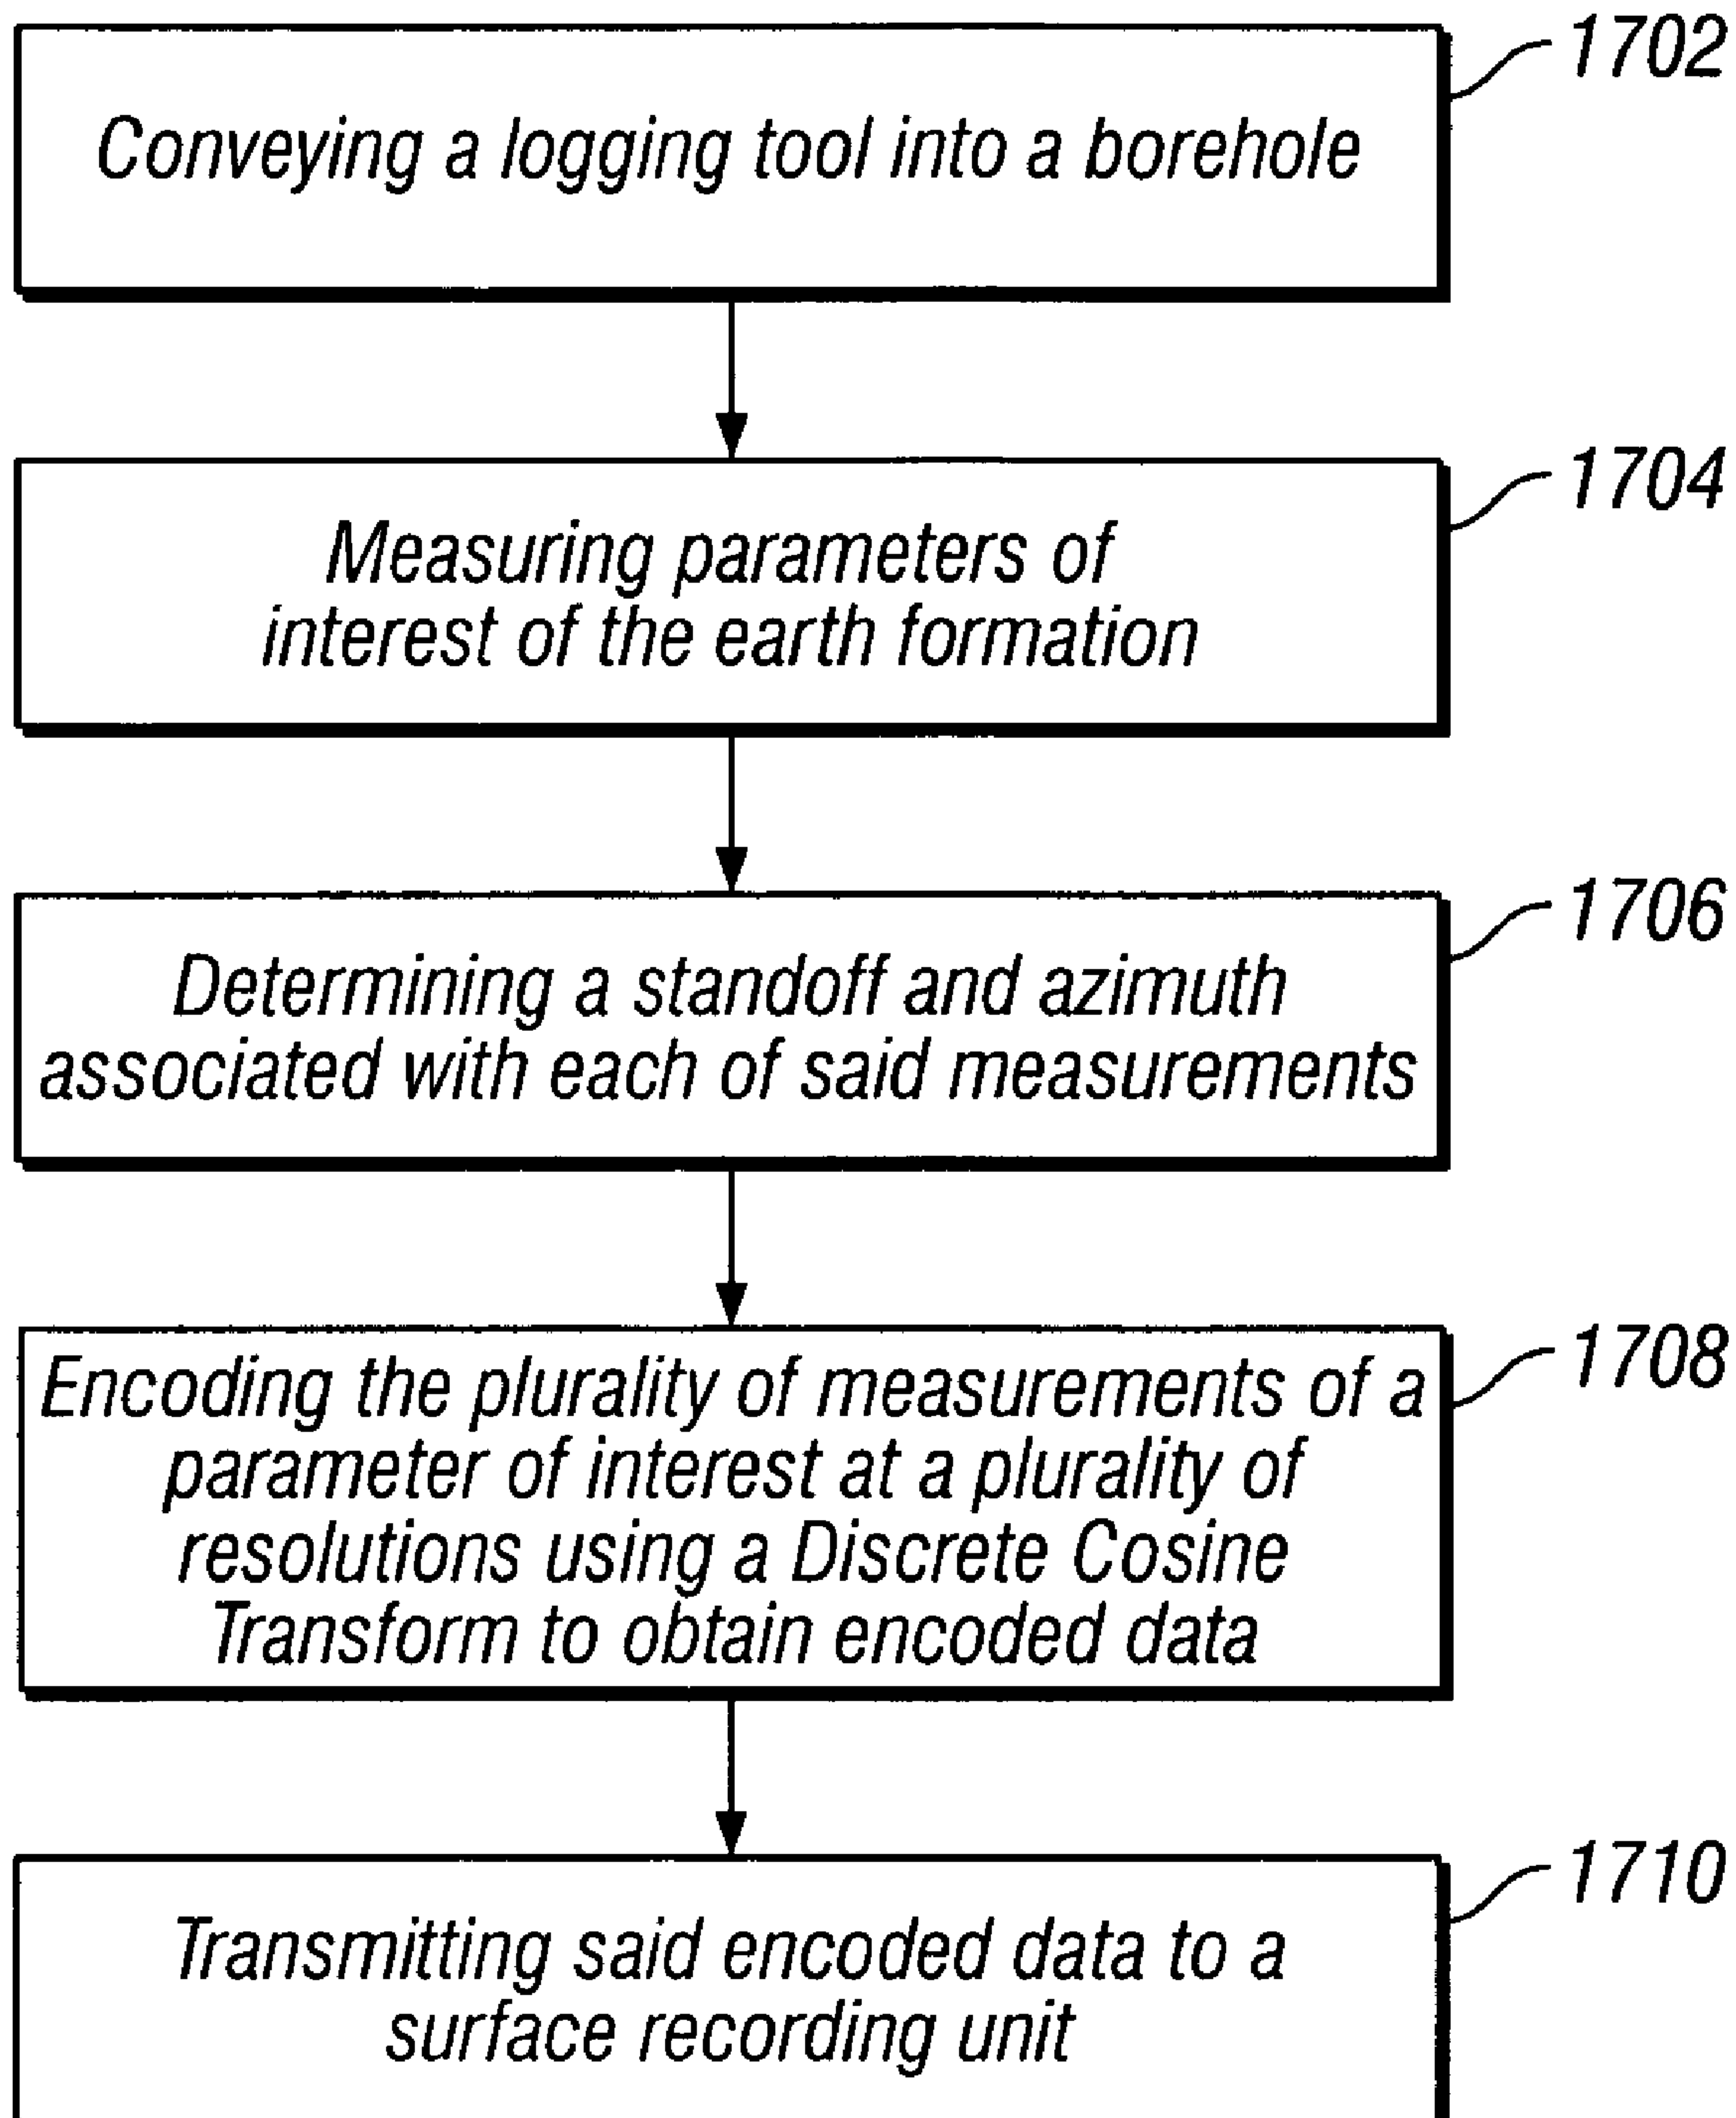 1702
Conveying a logging tool into a borehole
1704
Measuring parameters of
interest of the earth formation
1706
Determining a standoff and azimuth
associated with each of said measurements
1708
Encoding the plurality of measurements of a
parameter of interest at a plurality of
resolutions using a Discrete Cosine
Transform to obtain encoded data
1710
Transmitting said encoded data to a
surface recording unit